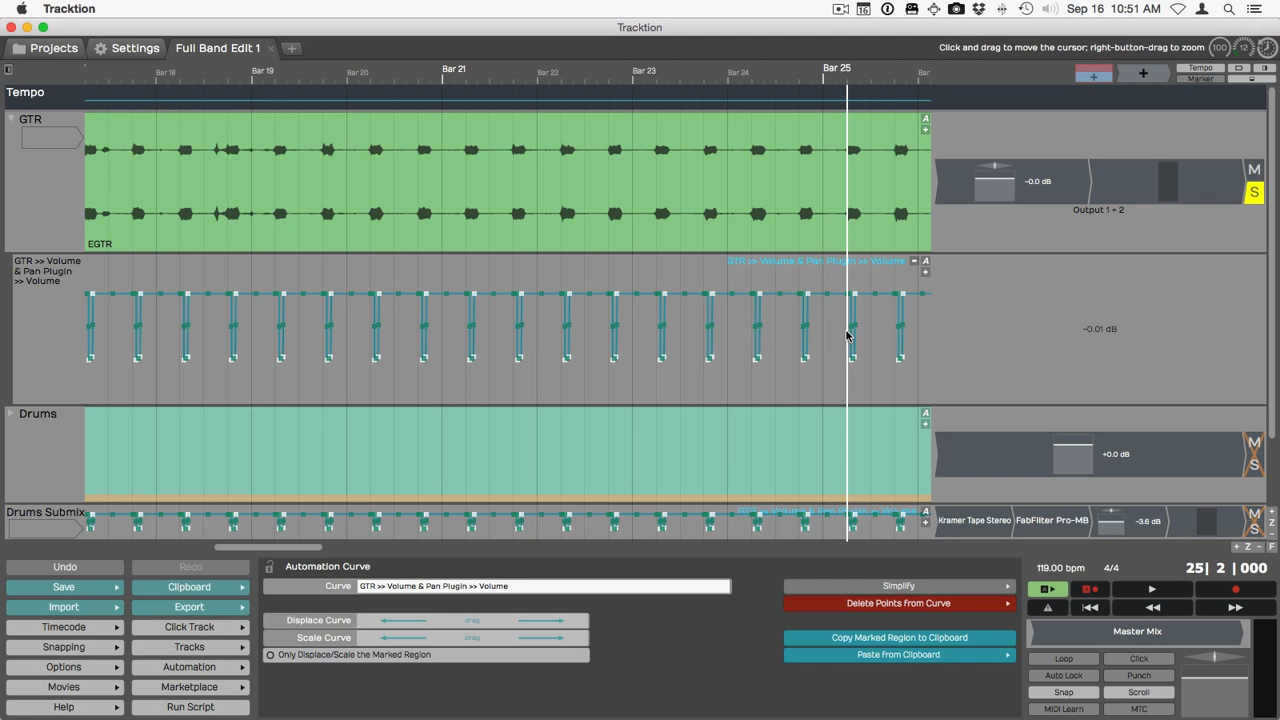 Tracktion
Sep 16 10:51 AM
Tracktion
Projects
Settings
Full Band Edit 1
Click and drag to move the cursor; right-button-drag to zoom
100
12
Bar 18
Bar 19
Bar 20
Bar 21
Bar 22
Bar 23
Bar 24
Bar 25
Bar
Tempo
Marker
Tempo
GTR
A
EGTR
-0.0 dB
M
S
Output 1 + 2
GTR >> Volume
& Pan Plugin
>> Volume
GTR >> Volume & Pan Plugin >> Volume
A
-0.01 dB
Drums
A
+0.0 dB
M
S
Drums Submix
A
Kramer Tape Stereo
FabFilter Pro-MB
-3.6 dB
M
S
+ Z - F
Undo
Redo
Save
Clipboard
Import
Export
Timecode
Click Track
Snapping
Tracks
Options
Automation
Movies
Marketplace
Help
Run Script
Automation Curve
Curve
GTR >> Volume & Pan Plugin >> Volume
Displace Curve
drag
Scale Curve
drag
Only Displace/Scale the Marked Region
Simplify
Delete Points from Curve
Copy Marked Region to Clipboard
Paste from Clipboard
119.00 bpm
4/4
25| 2 | 000
A
A
Master Mix
Loop
Click
Auto Lock
Punch
Snap
Scroll
MIDI Learn
MTC